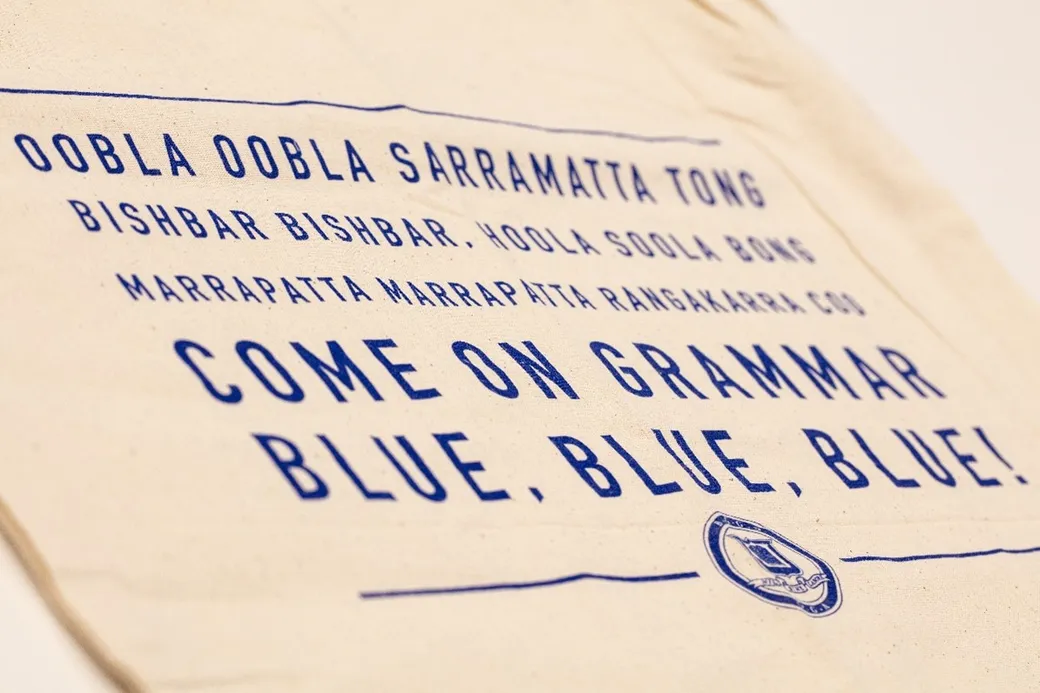 OOBLA OOBLA SARRAMATTA TONG
BISHBAR BISHBAR, HOOLA SOOLA BONG
MARRAPATTA MARRAPATTA RANGAKARRA COO
COME ON GRAMMAR
BLUE, BLUE, BLUE!